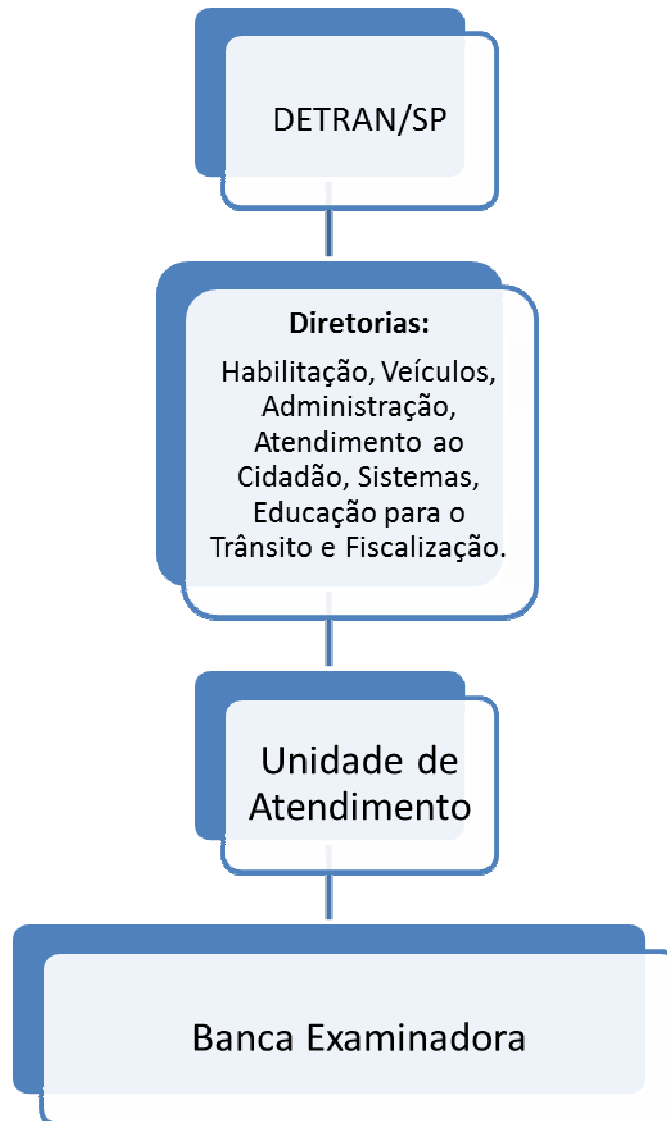 DETRAN/SP
Diretorias:
Habilitação, Veículos,
Administração,
Atendimento ao
Cidadão, Sistemas,
Educação para o
Trânsito e Fiscalização.
Unidade de
Atendimento
Banca Examinadora